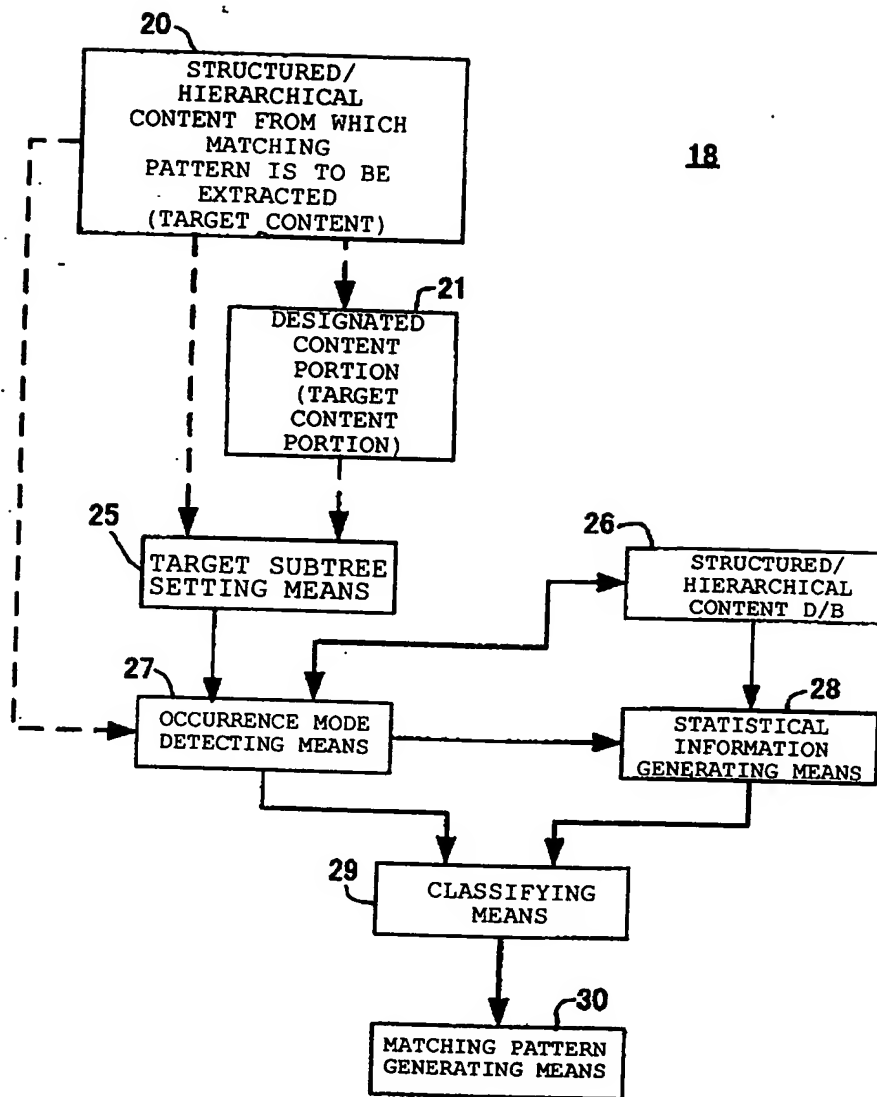 20
STRUCTURED/
HIERARCHICAL
CONTENT FROM WHICH
MATCHING
PATTERN IS TO BE
EXTRACTED
(TARGET CONTENT)
18
21
DESIGNATED
CONTENT
PORTION
(TARGET
CONTENT
PORTION)
25
TARGET SUBTREE
SETTING MEANS
26
STRUCTURED/
HIERARCHICAL
CONTENT D/B
27
OCCURRENCE MODE
DETECTING MEANS
28
STATISTICAL
INFORMATION
GENERATING MEANS
29
CLASSIFYING
MEANS
30
MATCHING PATTERN
GENERATING MEANS